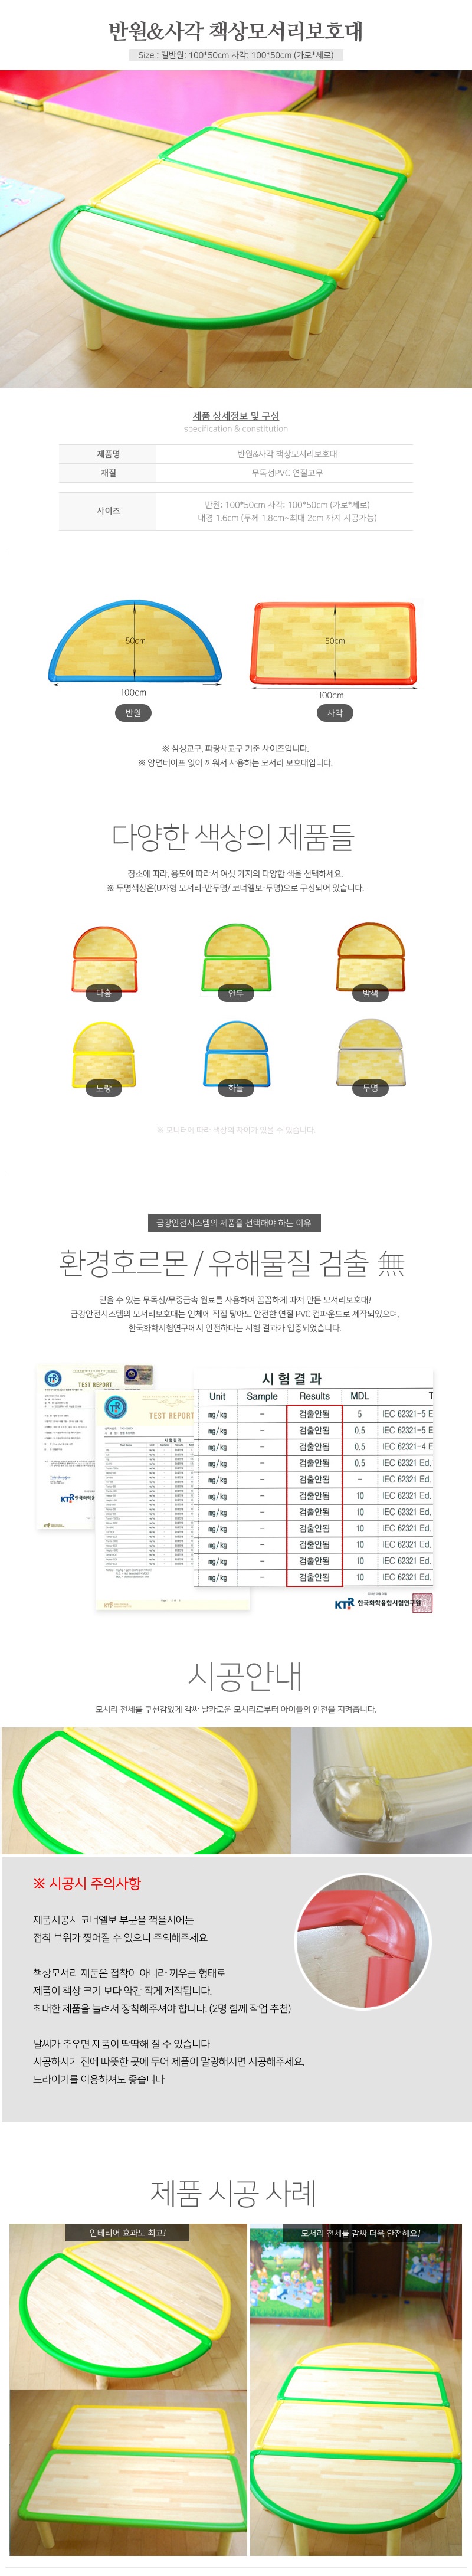 반원&사각 책상모서리보호대
Size : 길반원: 100*50cm 사각: 100*50cm (가로*세로)
제품 상세정보 및 구성
specification & constitution
제품명 반원&사각 책상모서리보호대
재질 무독성PVC 연질고무
사이즈 반원: 100*50cm 사각: 100*50cm (가로*세로)
내경 1.6cm (두께 1.8cm~최대 2cm 까지 시공가능)
50cm 50cm
100cm 100cm
반원 사각
※ 삼성교구, 파랑새교구 기준 사이즈입니다.
※ 양면테이프 없이 끼워서 사용하는 모서리 보호대입니다.
다양한 색상의 제품들
장소에 따라, 용도에 따라서 여섯 가지의 다양한 색을 선택하세요.
※ 투명색상은(U자형 모서리-반투명/ 코너엘보-투명)으로 구성되어 있습니다.
다홍 연두 밤색
노랑 하늘 투명
※ 모니터에 따라 색상의 차이가 있을 수 있습니다.
금강안전시스템의 제품을 선택해야 하는 이유
환경호르몬 / 유해물질 검출 無
믿을 수 있는 무독성/무중금속 원료를 사용하여 꼼꼼하게 따져 만든 모서리보호대!
금강안전시스템의 모서리보호대는 인체에 직접 닿아도 안전한 연질 PVC 컴파운드로 제작되었으며,
한국화학시험연구에서 안전하다는 시험 결과가 입증되었습니다.
TEST REPORT
TEST REPORT
시험결과
Unit Sample Results MDL T
mg/kg – 검출안됨 5 IEC 62321-5 E
mg/kg – 검출안됨 0.5 IEC 62321-5 E
mg/kg – 검출안됨 0.5 IEC 62321-4 E
mg/kg – 검출안됨 0.5 IEC 62321 Ed.
mg/kg – 검출안됨 – IEC 62321 Ed.
mg/kg – 검출안됨 10 IEC 62321 Ed.
mg/kg – 검출안됨 10 IEC 62321 Ed.
mg/kg – 검출안됨 10 IEC 62321 Ed.
mg/kg – 검출안됨 10 IEC 62321 Ed.
mg/kg – 검출안됨 10 IEC 62321 Ed.
mg/kg – 검출안됨 10 IEC 62321 Ed.
KTR 한국화학융합시험연구원
시공안내
모서리 전체를 쿠션감있게 감싸 날카로운 모서리로부터 아이들의 안전을 지켜줍니다.
※ 시공시 주의사항
제품시공시 코너엘보 부분을 꺽을시에는
접착 부위가 찢어질 수 있으니 주의해주세요
책상모서리 제품은 접착이 아니라 끼우는 형태로
제품이 책상 크기 보다 약간 작게 제작됩니다.
최대한 제품을 늘려서 장착해주셔야 합니다. (2명 함께 작업 추천)
날씨가 추우면 제품이 딱딱해 질 수 있습니다
시공하시기 전에 따뜻한 곳에 두어 제품이 말랑해지면 시공해주세요.
드라이기를 이용하셔도 좋습니다
제품 시공 사례
인테리어 효과도 최고!
모서리 전체를 감싸 더욱 안전해요!